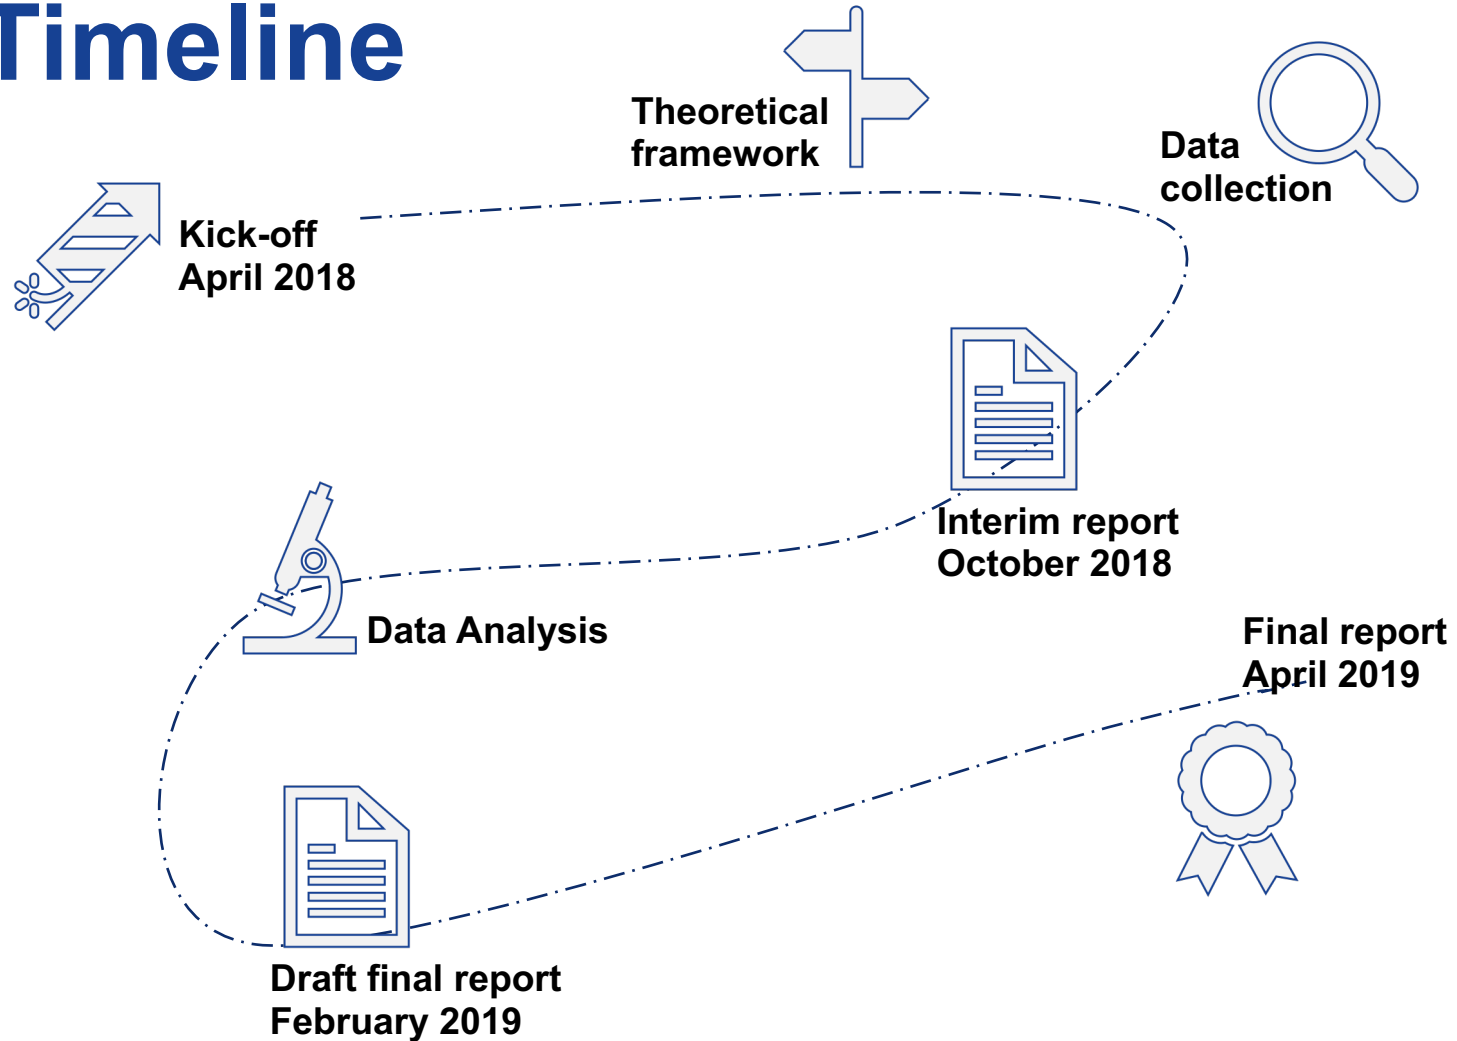 Timeline
Theoretical
framework
Data
collection
Kick-off
April 2018
Interim report
October 2018
Data Analysis
Final report
April 2019
Draft final report
February 2019